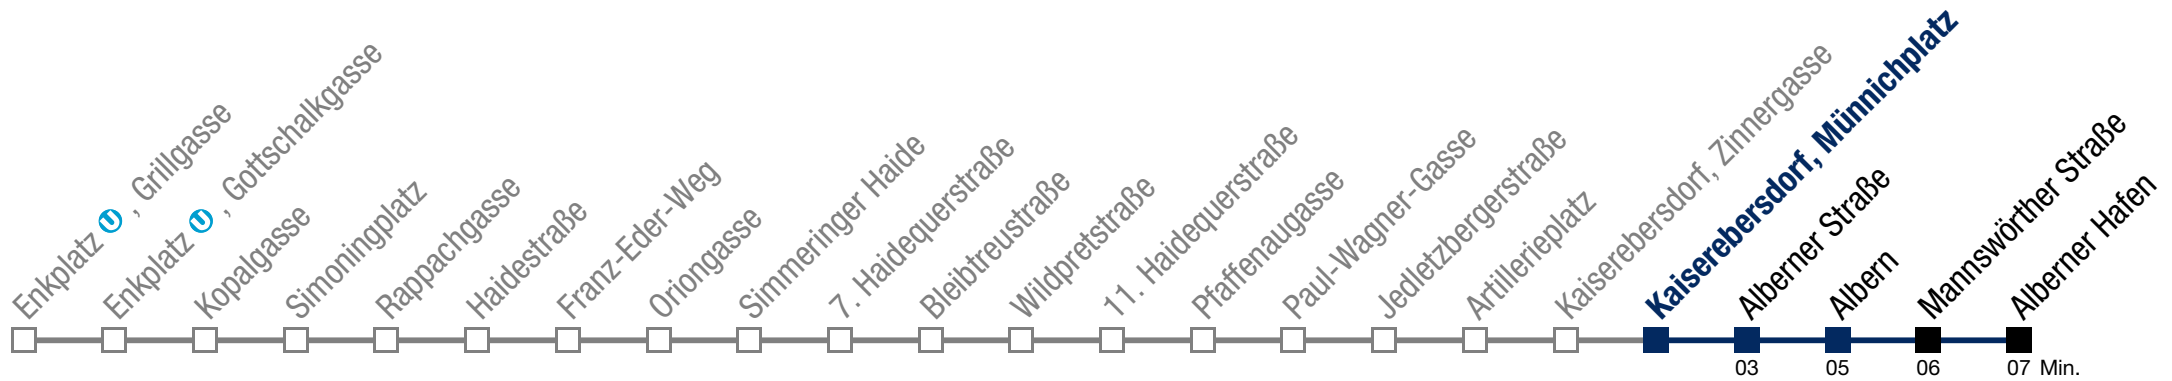 Enkplatz U, Grillgasse
Enkplatz U, Gottschalkgasse
Kopalgasse
Simoningplatz
Rappachgasse
Haidestraße
Franz-Eder-Weg
Oriongasse
Simmeringer Haide
7. Haidequerstraße
Bleibtreustraße
Wildpretstraße
11. Haidequerstraße
Pfaffenaugasse
Paul-Wagner-Gasse
Jedletzbergerstraße
Artillerieplatz
Kaiserebersdorf, Zinnergasse
Kaiserebersdorf, Münnichplatz
Alberner Straße
Albern
Mannswörther Straße
Alberner Hafen
03 05 06 07 Min.